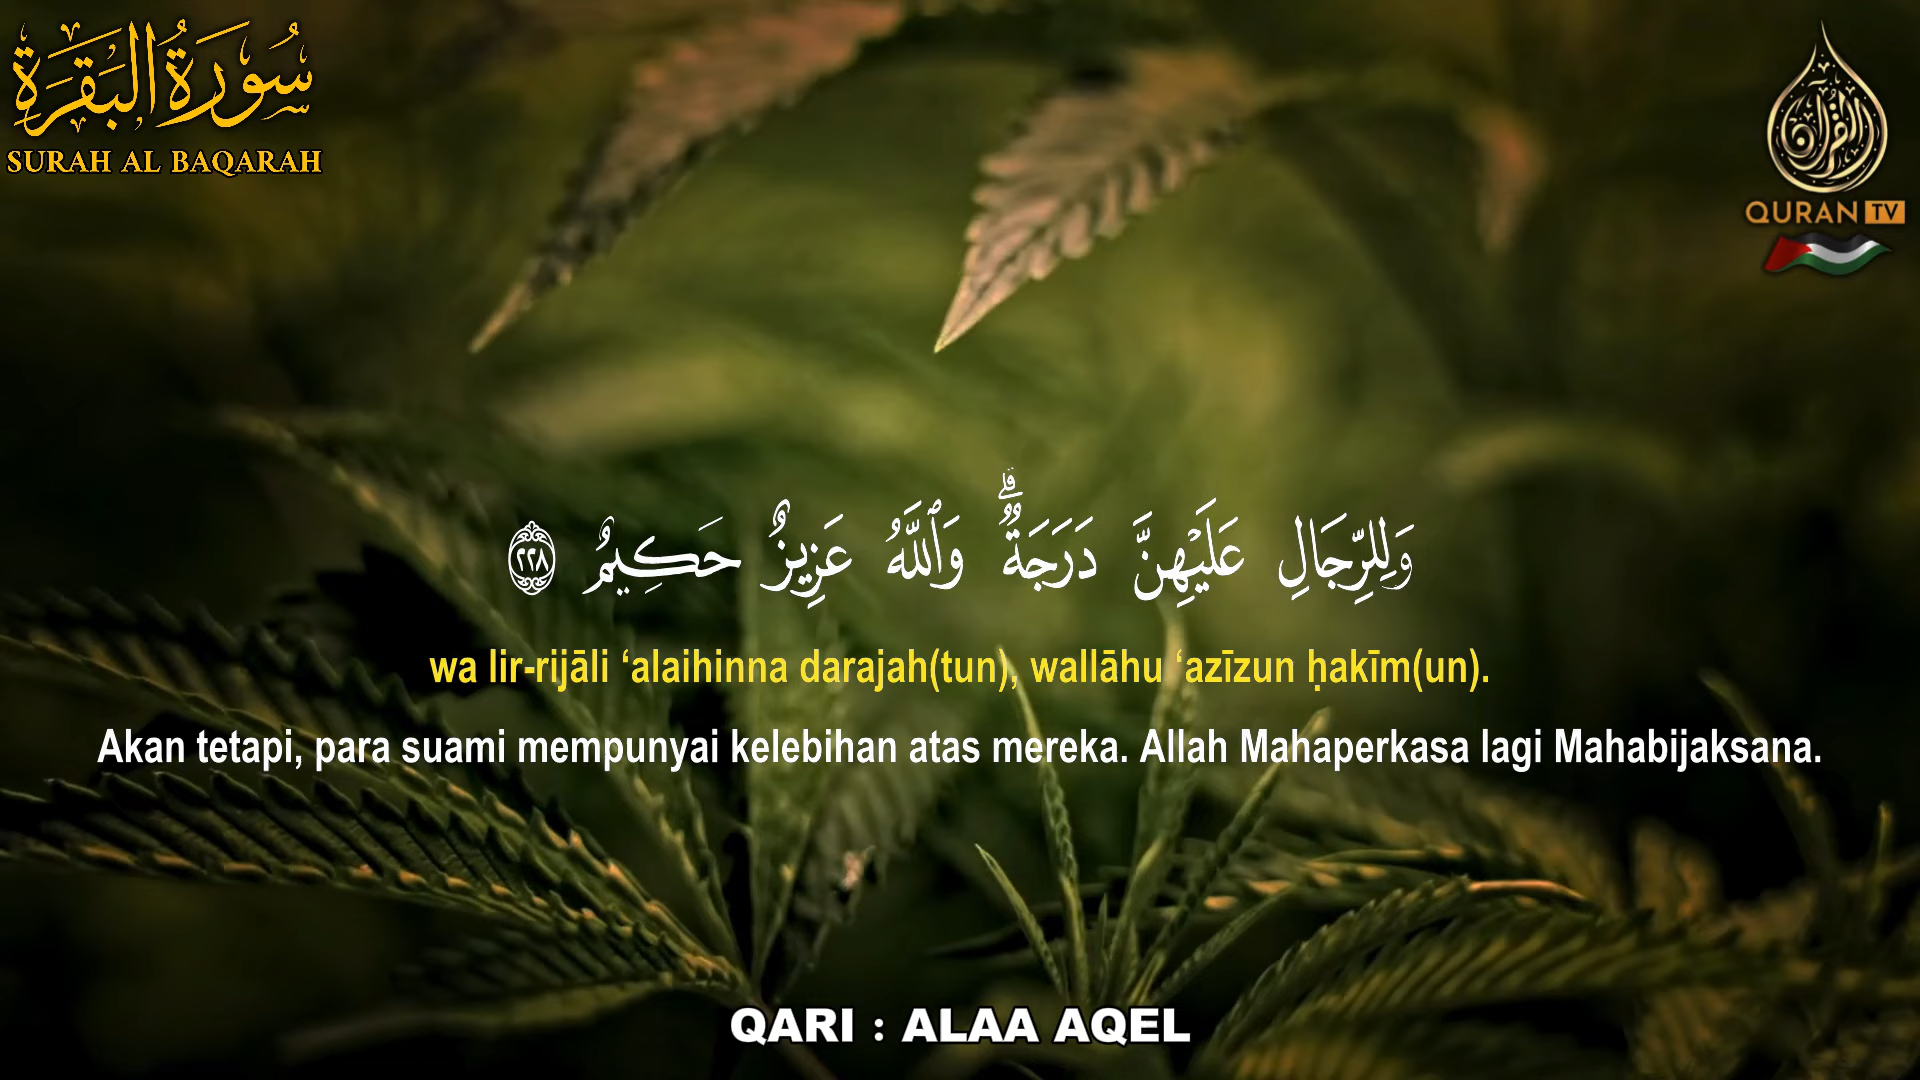 سُورَةُ البَقَرَةِ
SURAH AL BAQARAH
القرآن
QURAN TV
وَلِلرِّجَالِ عَلَيْهِنَّ دَرَجَةٌ ۗ وَٱللَّهُ عَزِيزٌ حَكِيمٌ ٢٢٨
wa lir-rijāli ‘alaihinna darajah(tun), wallāhu ‘azīzun ḥakīm(un).
Akan tetapi, para suami mempunyai kelebihan atas mereka. Allah Mahaperkasa lagi Mahabijaksana.
QARI : ALAA AQEL